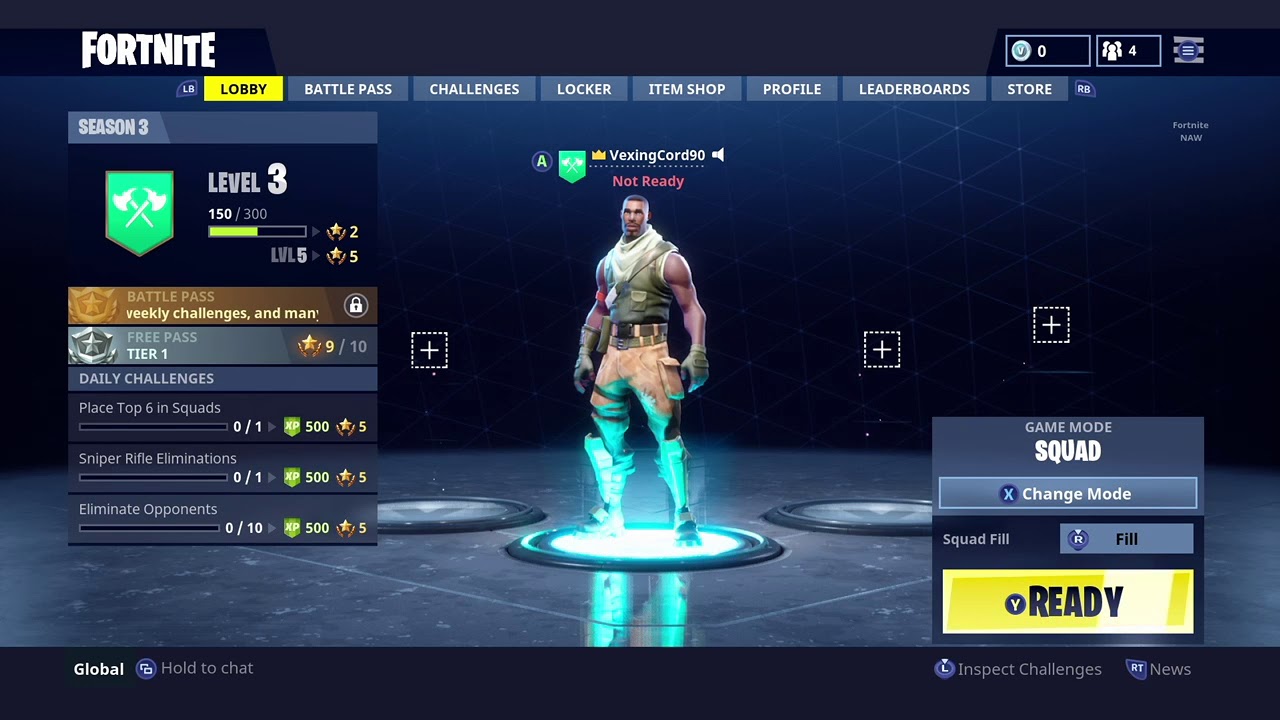 FORTNITE
0
4
LB
LOBBY
BATTLE PASS
CHALLENGES
LOCKER
ITEM SHOP
PROFILE
LEADERBOARDS
STORE
RB
Fortnite
NAW
SEASON 3
LEVEL 3
150 / 300
2
LVL 5
5
BATTLE PASS
weekly challenges, and many
FREE PASS
TIER 1
9 / 10
DAILY CHALLENGES
Place Top 6 in Squads
0 / 1 XP 500 5
Sniper Rifle Eliminations
0 / 1 XP 500 5
Eliminate Opponents
0 / 10 XP 500 5
A VexingCord90
Not Ready
GAME MODE
SQUAD
X Change Mode
Squad Fill R Fill
Y READY
Global Hold to chat
L Inspect Challenges
RT News